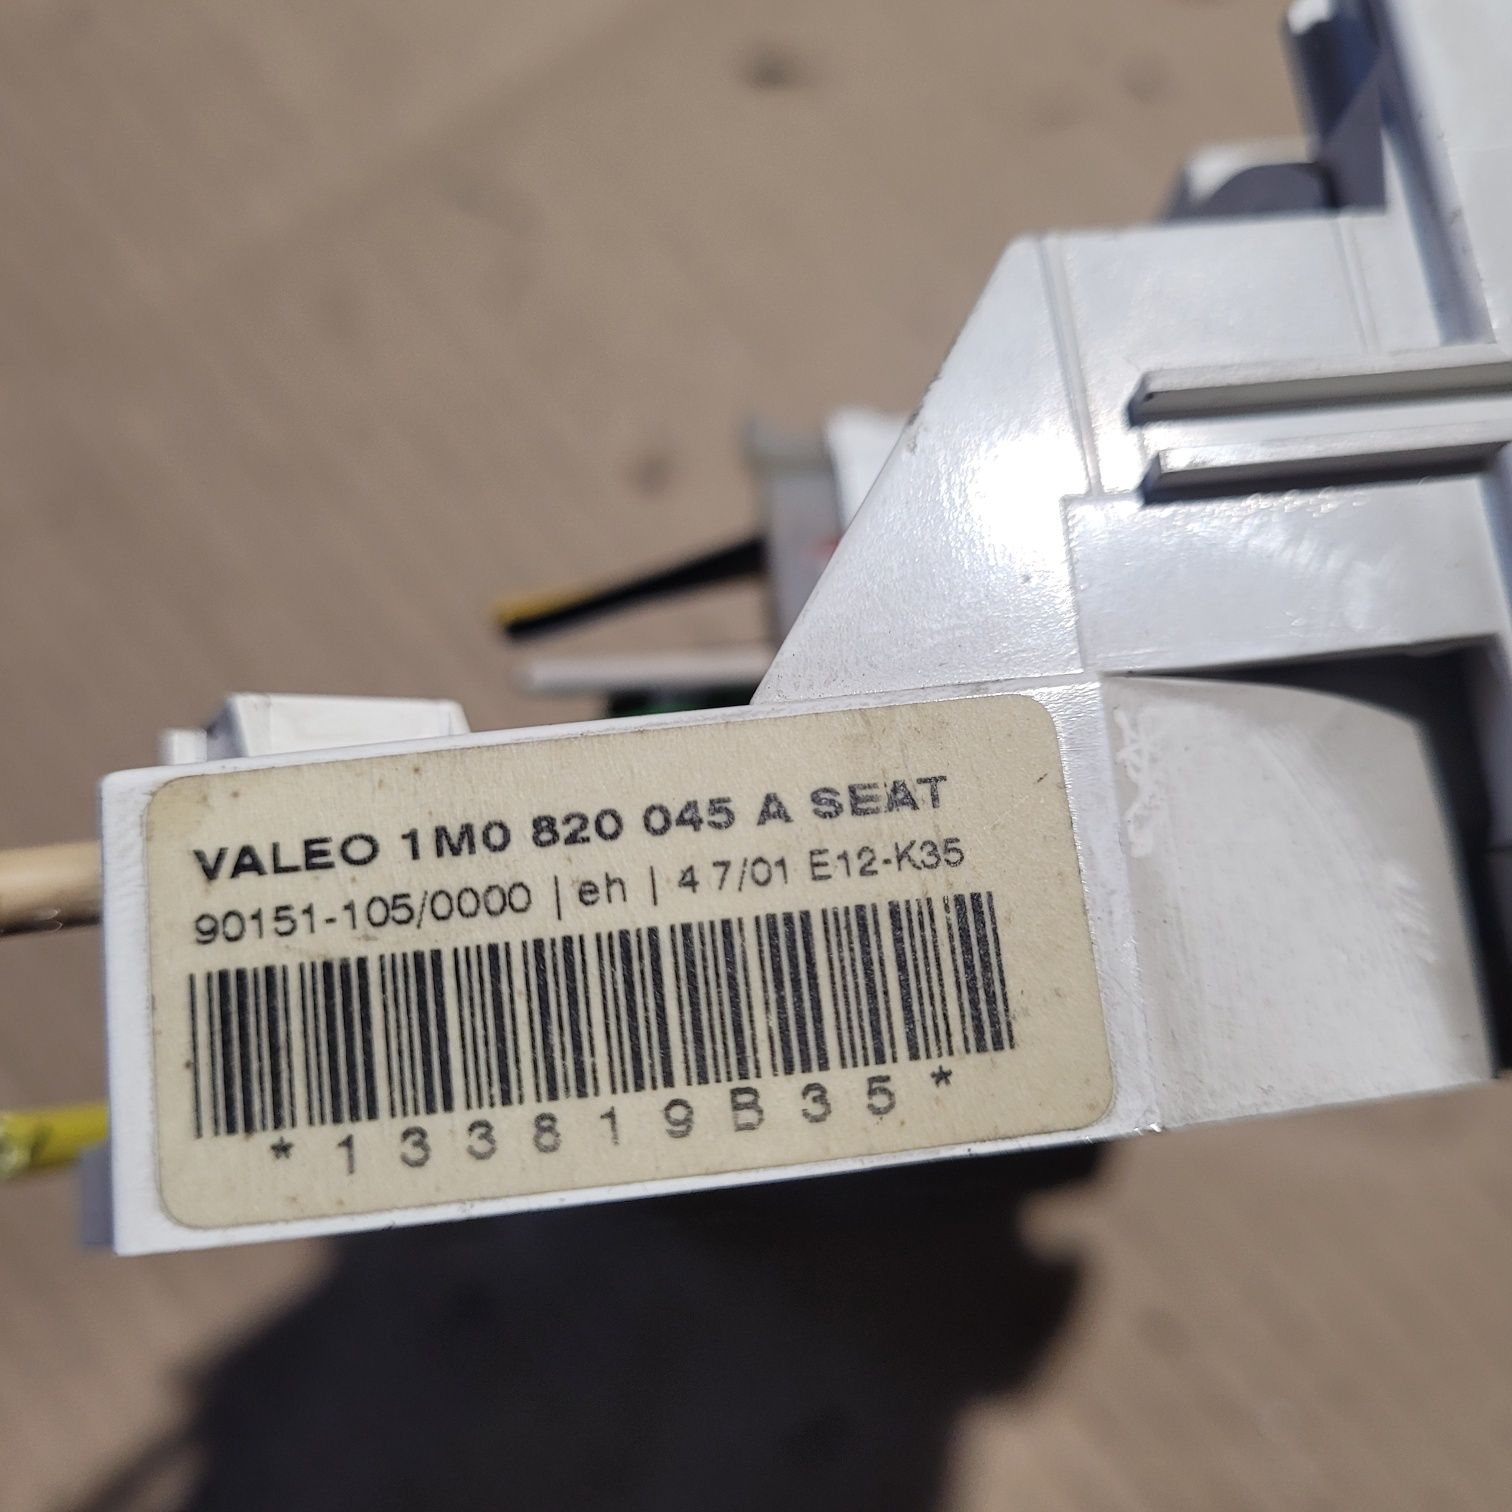 VALEO 1M0 820 045 A SEAT
90151-105/0000 | eh | 4 7/01 E12-K35
*133819B35*